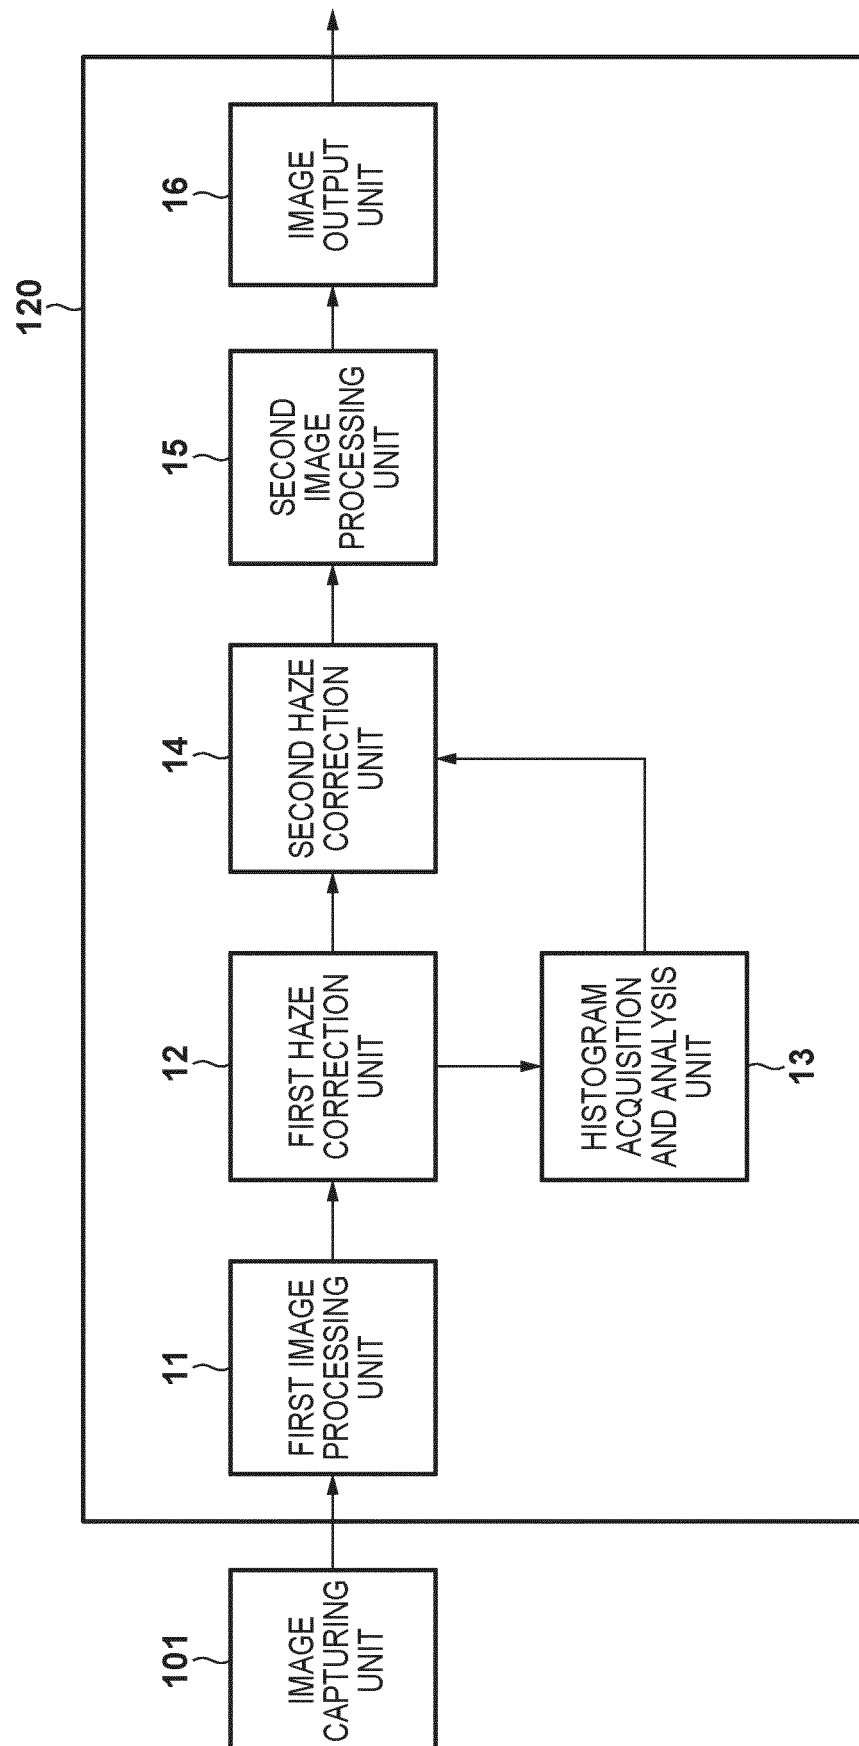 120
101
IMAGE
CAPTURING
UNIT
11
FIRST IMAGE
PROCESSING
UNIT
12
FIRST HAZE
CORRECTION
UNIT
14
SECOND HAZE
CORRECTION
UNIT
15
SECOND
IMAGE
PROCESSING
UNIT
16
IMAGE
OUTPUT
UNIT
HISTOGRAM
ACQUISITION
AND ANALYSIS
UNIT
13